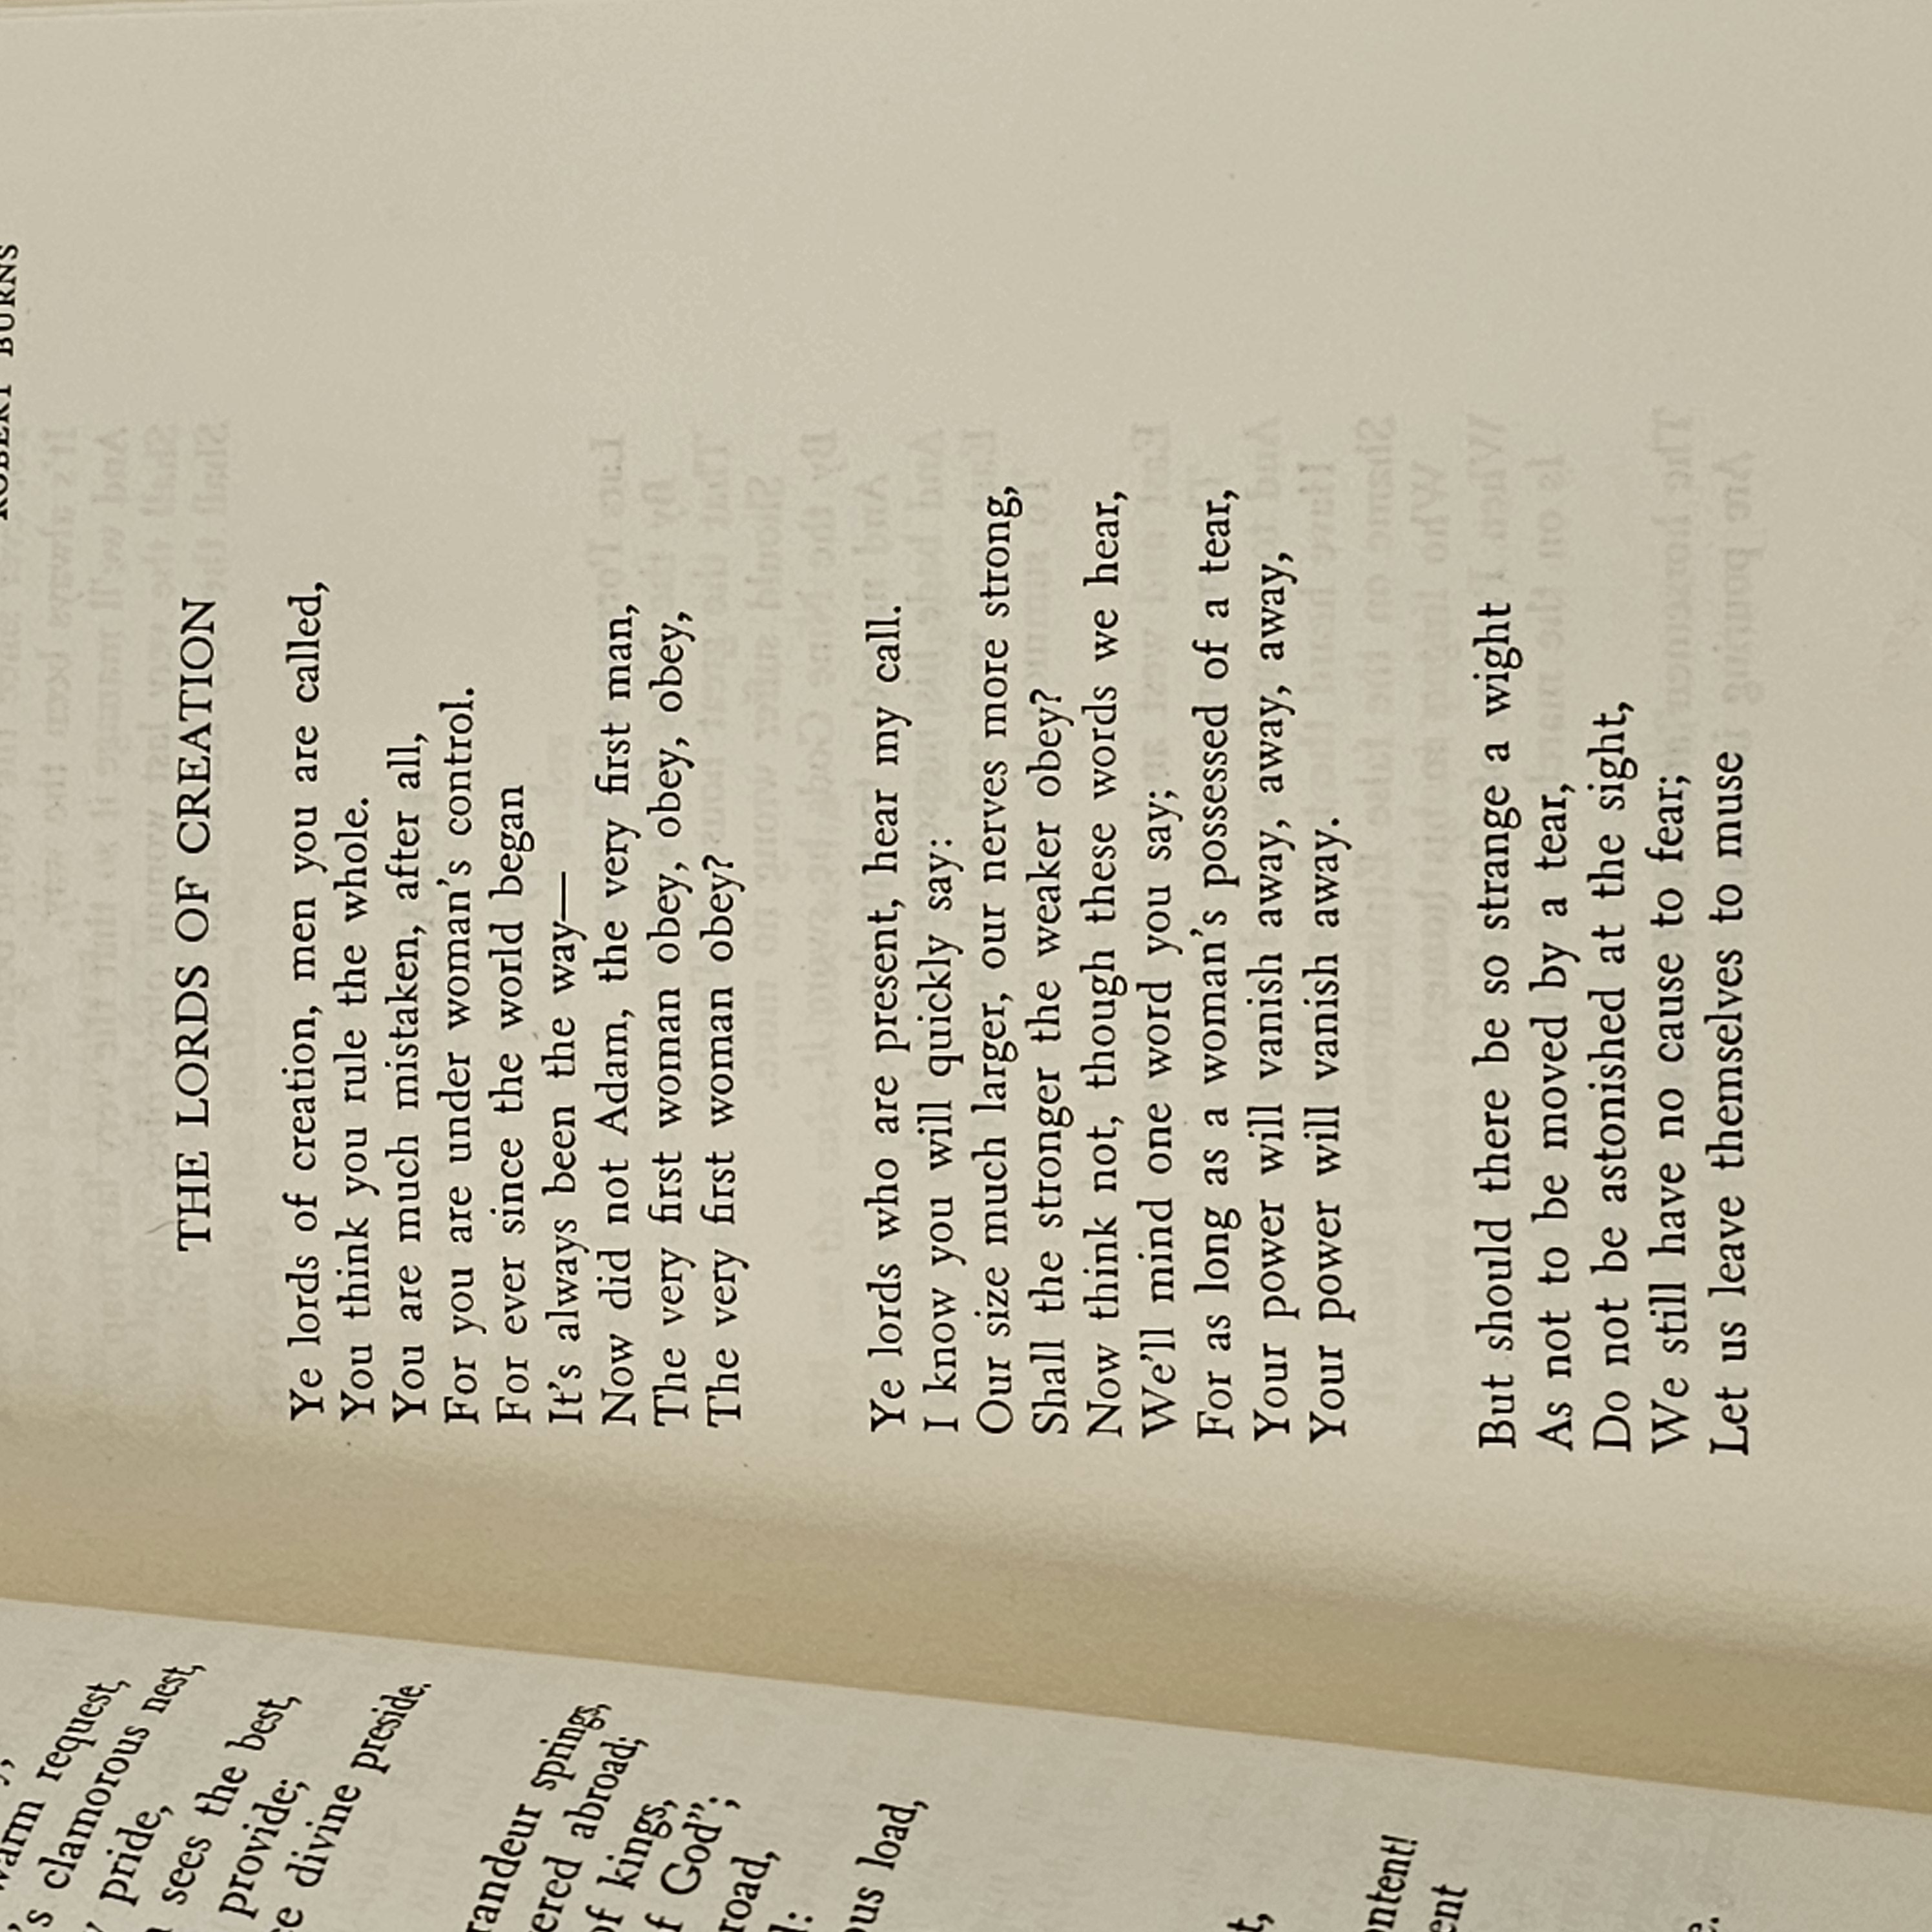 warm request,
's clamorous nest,
pride,
sees the best,
provide;
divine preside.
randeur springs,
ered abroad;
of kings,
f God";
road,
l:
ous load,
t,
ontent!
ent
e.
ROBERT BURNS
THE LORDS OF CREATION
Ye lords of creation, men you are called,
You think you rule the whole.
You are much mistaken, after all,
For you are under woman's control.
For ever since the world began
It's always been the way—
Now did not Adam, the very first man,
The very first woman obey, obey, obey,
The very first woman obey?
Ye lords who are present, hear my call.
I know you will quickly say:
Our size much larger, our nerves more strong,
Shall the stronger the weaker obey?
Now think not, though these words we hear,
We'll mind one word you say;
For as long as a woman's possessed of a tear,
Your power will vanish away, away, away,
Your power will vanish away.
But should there be so strange a wight
As not to be moved by a tear,
Do not be astonished at the sight,
We still have no cause to fear;
Let us leave themselves to muse